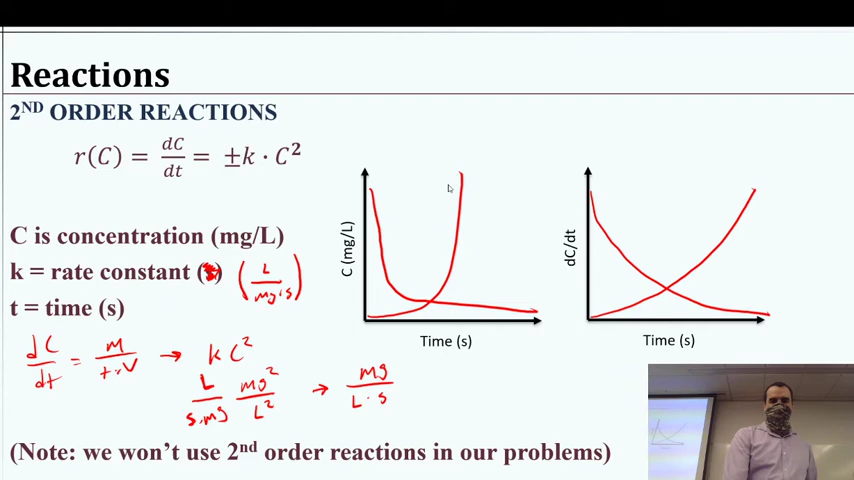 Reactions
2ND ORDER REACTIONS
r(C) = dC/dt = ±k · C²
C is concentration (mg/L)
k = rate constant ( ) (L/mg·s)
t = time (s)
dC/dt = M/t·V → kC²
L/s·mg mg²/L² → mg/L·s
(Note: we won't use 2nd order reactions in our problems)
C (mg/L)
Time (s)
dC/dt
Time (s)